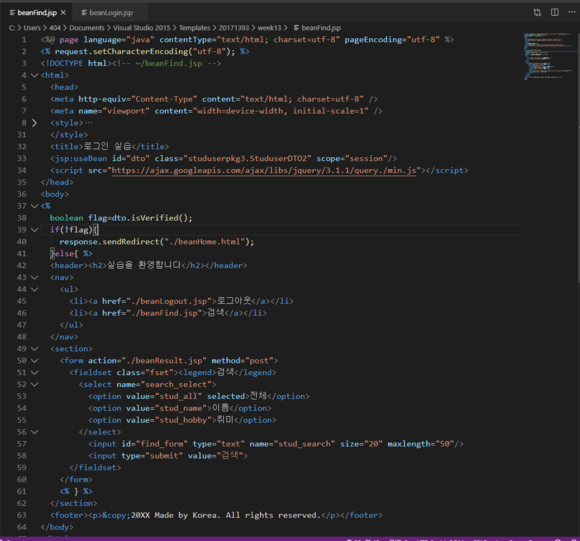 beanFind.jsp × beanLogin.jsp
C: > Users > 404 > Documents > Visual Studio 2015 > Templates > 20171393 > week13 > beanFind.jsp
1 <%@ page language="java" contentType="text/html; charset=utf-8" pageEncoding="utf-8" %>
2 <% request.setCharacterEncoding("utf-8"); %>
3 <!DOCTYPE html><!-- ~/beanFind.jsp -->
4 <html>
5 <head>
6 <meta http-equiv="Content-Type" content="text/html; charset=utf-8" />
7 <meta name="viewport" content="width=device-width, initial-scale=1" />
8 <style>…
31 </style>
32 <title>로그인 실습</title>
33 <jsp:useBean id="dto" class="studuserpkg3.StuduserDTO2" scope="session"/>
34 <script src="https://ajax.googleapis.com/ajax/libs/jquery/3.1.1/query./min.js"></script>
35 </head>
36 <body>
37 <%
38 boolean flag=dto.isVerified();
39 if(!flag){
40 response.sendRedirect("./beanHome.html");
41 }else{ %>
42 <header><h2>실습을 환영합니다</h2></header>
43 <nav>
44 <ul>
45 <li><a href="./beanLogout.jsp">로그아웃</a></li>
46 <li><a href="./beanFind.jsp">검색</a></li>
47 </ul>
48 </nav>
49 <section>
50 <form action="./beanResult.jsp" method="post">
51 <fieldset class="fset"><legend>검색</legend>
52 <select name="search_select">
53 <option value="stud_all" selected>전체</option>
54 <option value="stud_name">이름</option>
55 <option value="stud_hobby">취미</option>
56 </select>
57 <input id="find_form" type="text" name="stud_search" size="20" maxlength="50"/>
58 <input type="submit" value="검색">
59 </fieldset>
60 </form>
61 <% } %>
62 </section>
63 <footer><p>&copy;20XX Made by Korea. All rights reserved.</p></footer>
64 </body>